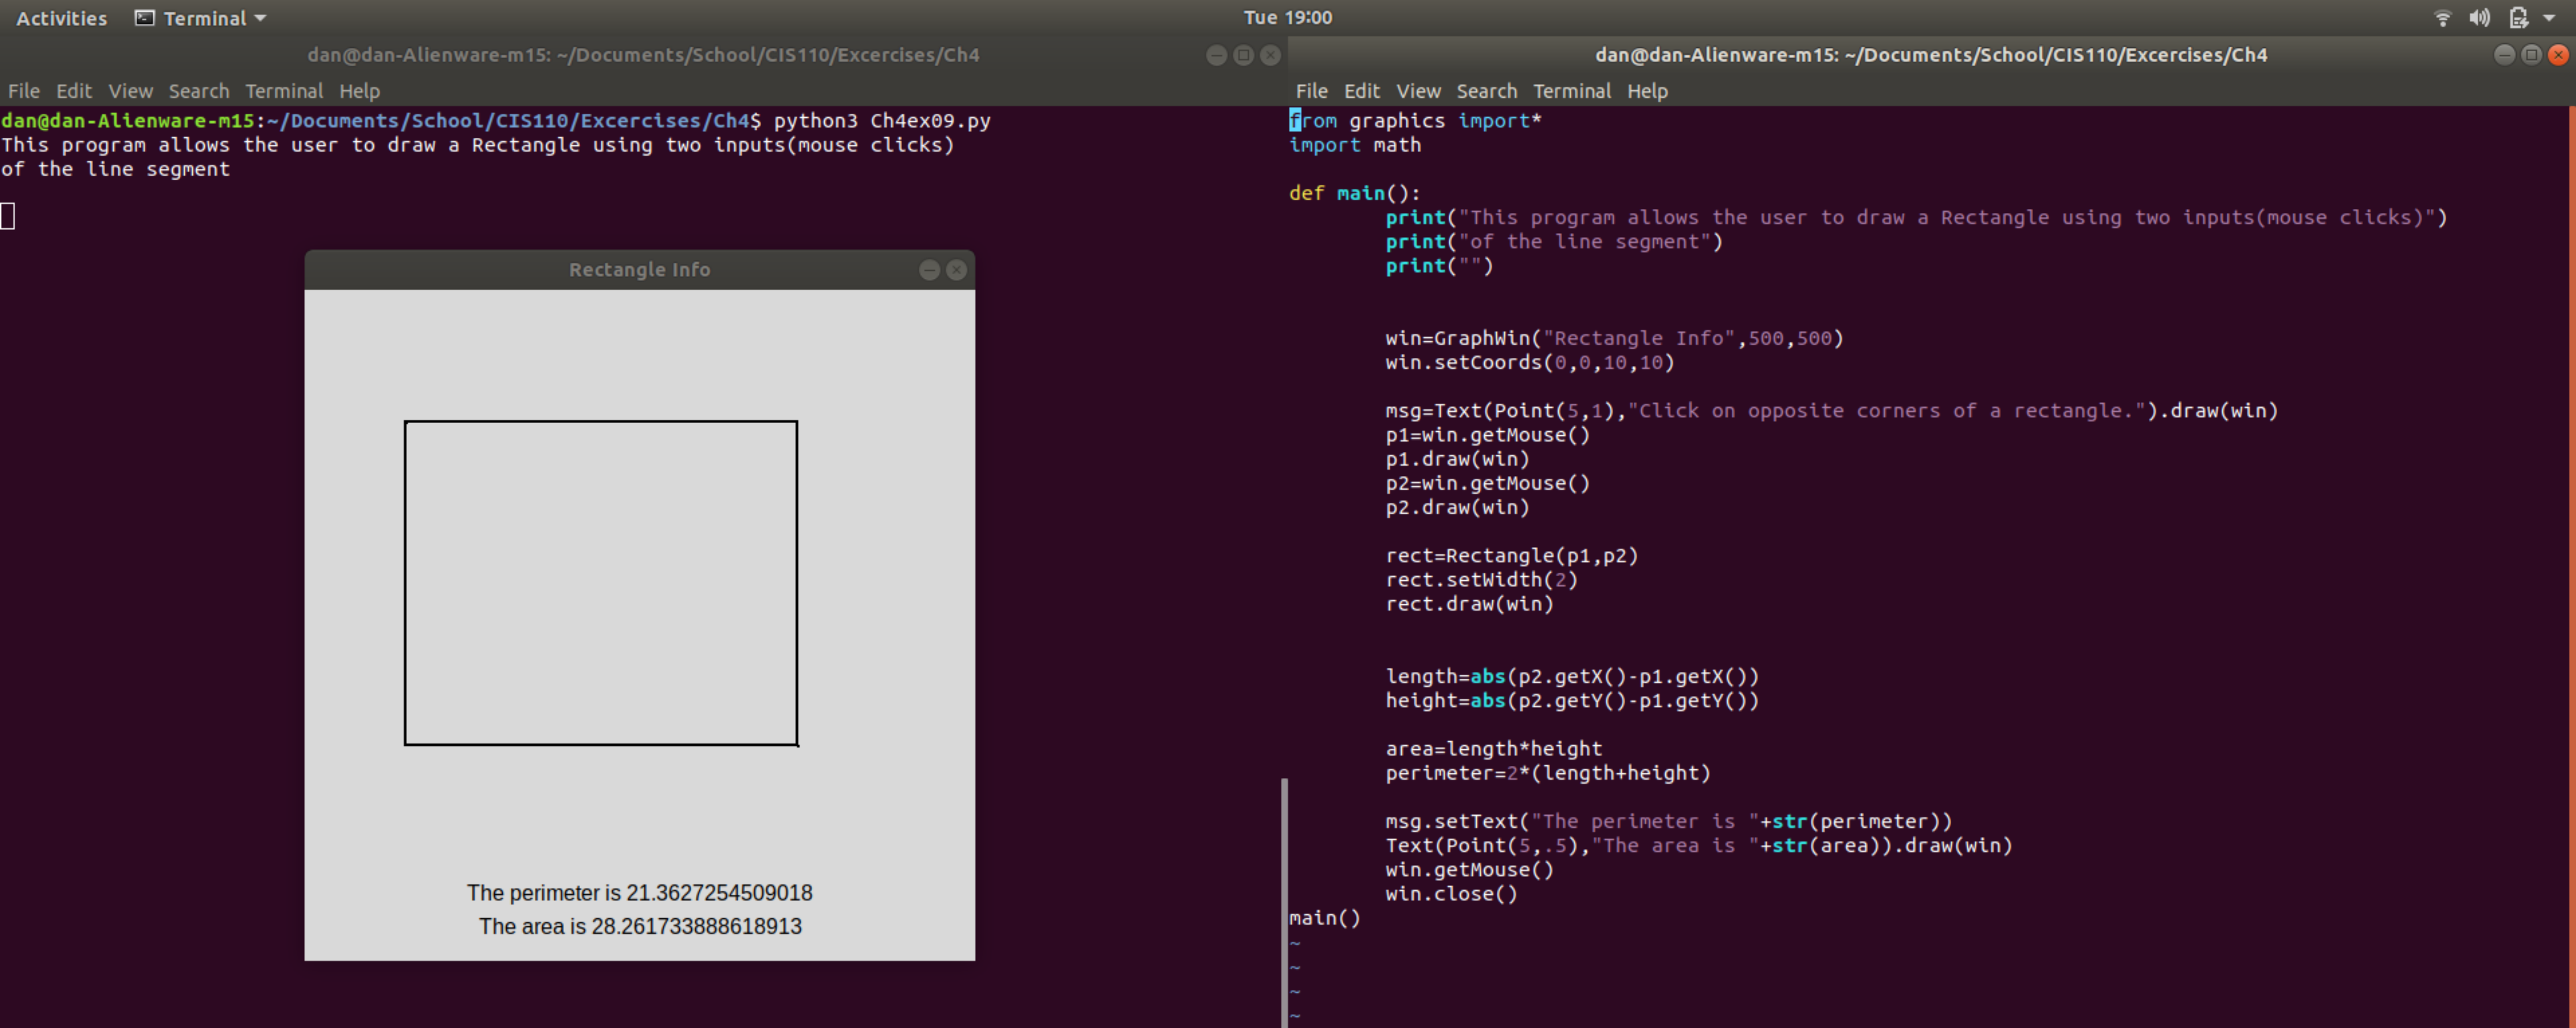 Activities Terminal Tue 19:00
dan@dan-Alienware-m15: ~/Documents/School/CIS110/Excercises/Ch4
File Edit View Search Terminal Help
dan@dan-Alienware-m15:~/Documents/School/CIS110/Excercises/Ch4$ python3 Ch4ex09.py
This program allows the user to draw a Rectangle using two inputs(mouse clicks)
of the line segment
Rectangle Info
The perimeter is 21.3627254509018
The area is 28.261733888618913
dan@dan-Alienware-m15: ~/Documents/School/CIS110/Excercises/Ch4
File Edit View Search Terminal Help
from graphics import*
import math
def main():
print("This program allows the user to draw a Rectangle using two inputs(mouse clicks)")
print("of the line segment")
print("")
win=GraphWin("Rectangle Info",500,500)
win.setCoords(0,0,10,10)
msg=Text(Point(5,1),"Click on opposite corners of a rectangle.").draw(win)
p1=win.getMouse()
p1.draw(win)
p2=win.getMouse()
p2.draw(win)
rect=Rectangle(p1,p2)
rect.setWidth(2)
rect.draw(win)
length=abs(p2.getX()-p1.getX())
height=abs(p2.getY()-p1.getY())
area=length*height
perimeter=2*(length+height)
msg.setText("The perimeter is "+str(perimeter))
Text(Point(5,.5),"The area is "+str(area)).draw(win)
win.getMouse()
win.close()
main()
~
~
~
~